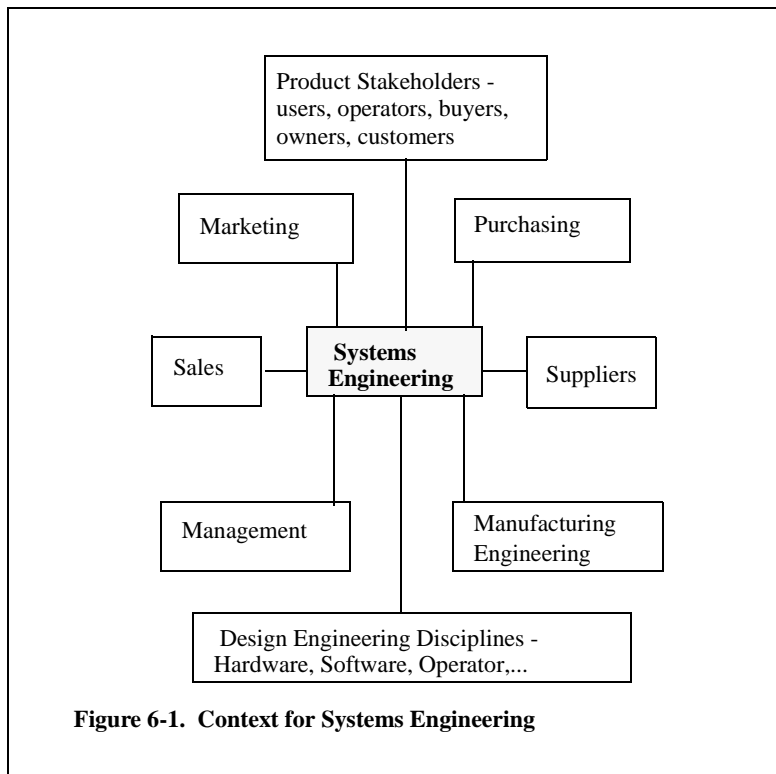 Product Stakeholders -
users, operators, buyers,
owners, customers
Marketing
Purchasing
Sales
Systems
Engineering
Suppliers
Management
Manufacturing
Engineering
Design Engineering Disciplines -
Hardware, Software, Operator,...
Figure 6-1. Context for Systems Engineering